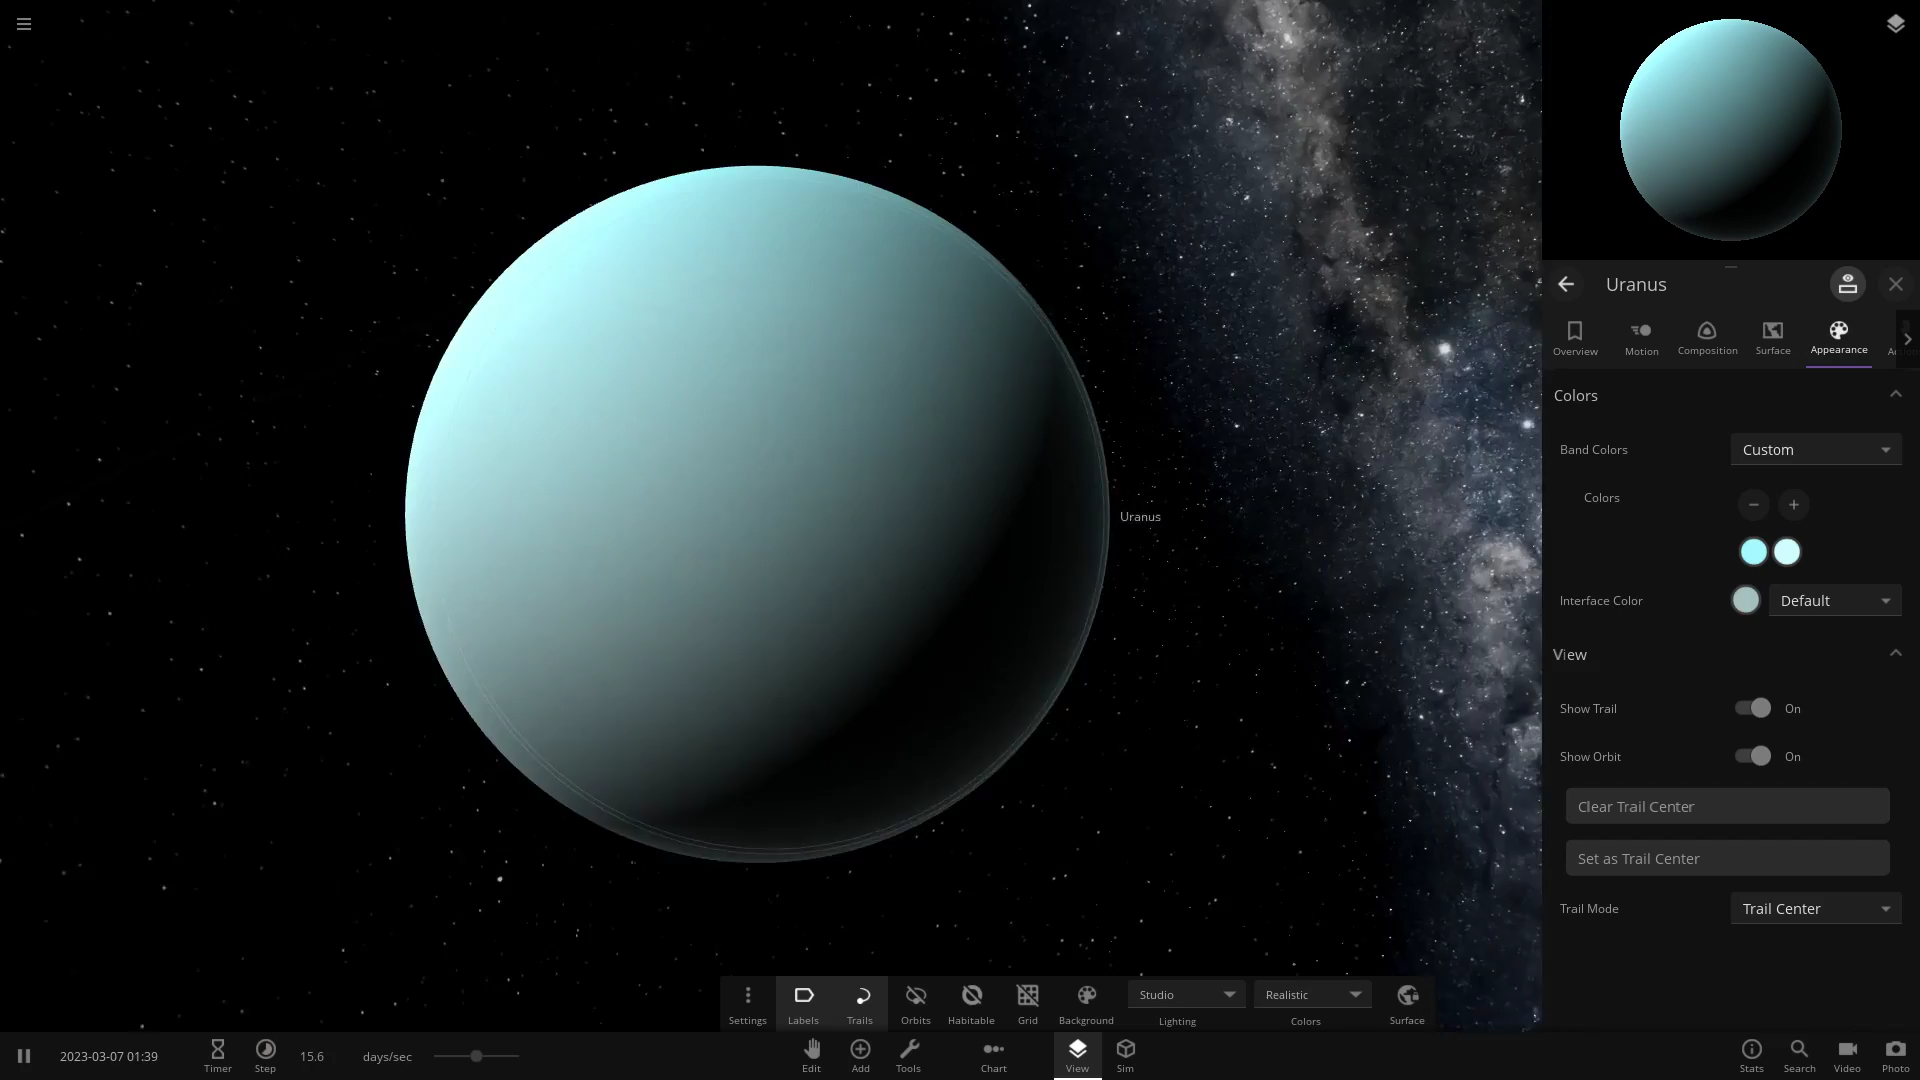 Uranus
Overview
Motion
Composition
Surface
Appearance
Colors
Band Colors
Custom
Colors
Interface Color
Default
View
Show Trail
On
Show Orbit
On
Clear Trail Center
Set as Trail Center
Trail Mode
Trail Center
Uranus
Settings
Labels
Trails
Orbits
Habitable
Grid
Background
Studio
Lighting
Realistic
Colors
Surface
2023-03-07 01:39
Timer
Step
15.6
days/sec
Edit
Add
Tools
Chart
View
Sim
Stats
Search
Video
Photo